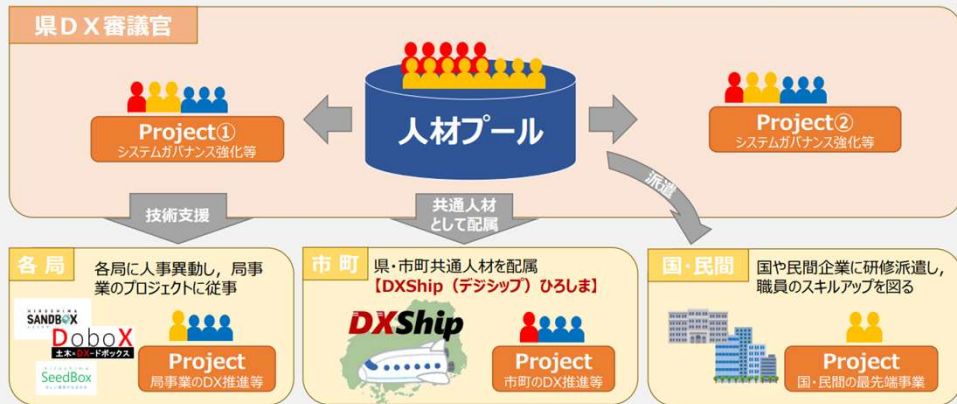 県ＤＸ審議官
人材プール
Project①
システムガバナンス強化等
Project②
システムガバナンス強化等
技術支援
共通人材
として配属
派遣
各 局
各局に人事異動し，局事
業のプロジェクトに従事
HIROSHIMA
SANDBOX
DoboX
土木×DX－ドボックス
HIROSHIMA
SeedBox
Project
局事業のDX推進等
市 町
県・市町共通人材を配属
【DXShip（デジシップ）ひろしま】
DXShip
Project
市町のDX推進等
国・民間
国や民間企業に研修派遣し，
職員のスキルアップを図る
Project
国・民間の最先端事業